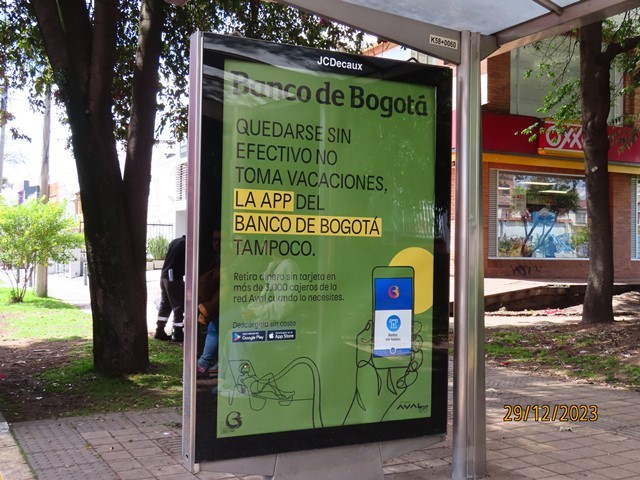 K58+0060
JCDecaux
Banco de Bogotá
QUEDARSE SIN
EFECTIVO NO
TOMA VACACIONES,
LA APP DEL
BANCO DE BOGOTÁ
TAMPOCO.
Retira dinero sin tarjeta en
más de 3,000 cajeros de la
red Aval cuando lo necesites.
Descárgala sin costo
Google Play
App Store
AVAL
OXX
29/12/2023